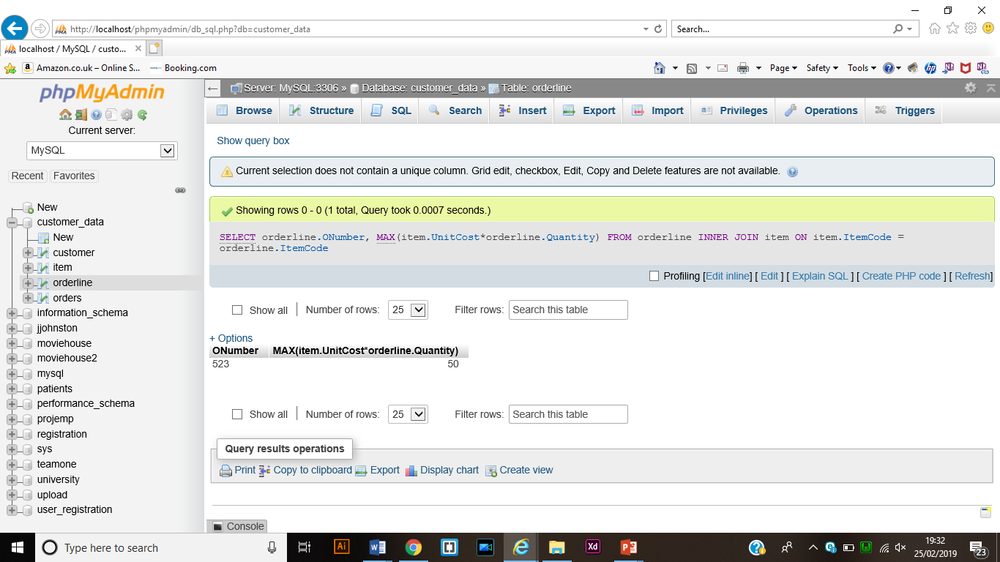 http://localhost/phpmyadmin/db_sql.php?db=customer_data
Search...
localhost / MySQL / custo...
Amazon.co.uk – Online S...
Booking.com
Page
Safety
Tools
phpMyAdmin
Current server:
MySQL
Recent
Favorites
New
customer_data
New
customer
item
orderline
orders
information_schema
jjohnston
moviehouse
moviehouse2
mysql
patients
performance_schema
projemp
registration
sys
teamone
university
upload
user_registration
Server: MySQL:3306 » Database: customer_data » Table: orderline
Browse
Structure
SQL
Search
Insert
Export
Import
Privileges
Operations
Triggers
Show query box
Current selection does not contain a unique column. Grid edit, checkbox, Edit, Copy and Delete features are not available.
Showing rows 0 - 0 (1 total, Query took 0.0007 seconds.)
SELECT orderline.ONumber, MAX(item.UnitCost*orderline.Quantity) FROM orderline INNER JOIN item ON item.ItemCode =
orderline.ItemCode
Profiling [Edit inline] [ Edit ] [ Explain SQL ] [ Create PHP code ] [ Refresh]
Show all
Number of rows: 25
Filter rows: Search this table
+ Options
ONumber MAX(item.UnitCost*orderline.Quantity)
523 50
Show all
Number of rows: 25
Filter rows: Search this table
Query results operations
Print
Copy to clipboard
Export
Display chart
Create view
Console
Type here to search
19:32
25/02/2019
23